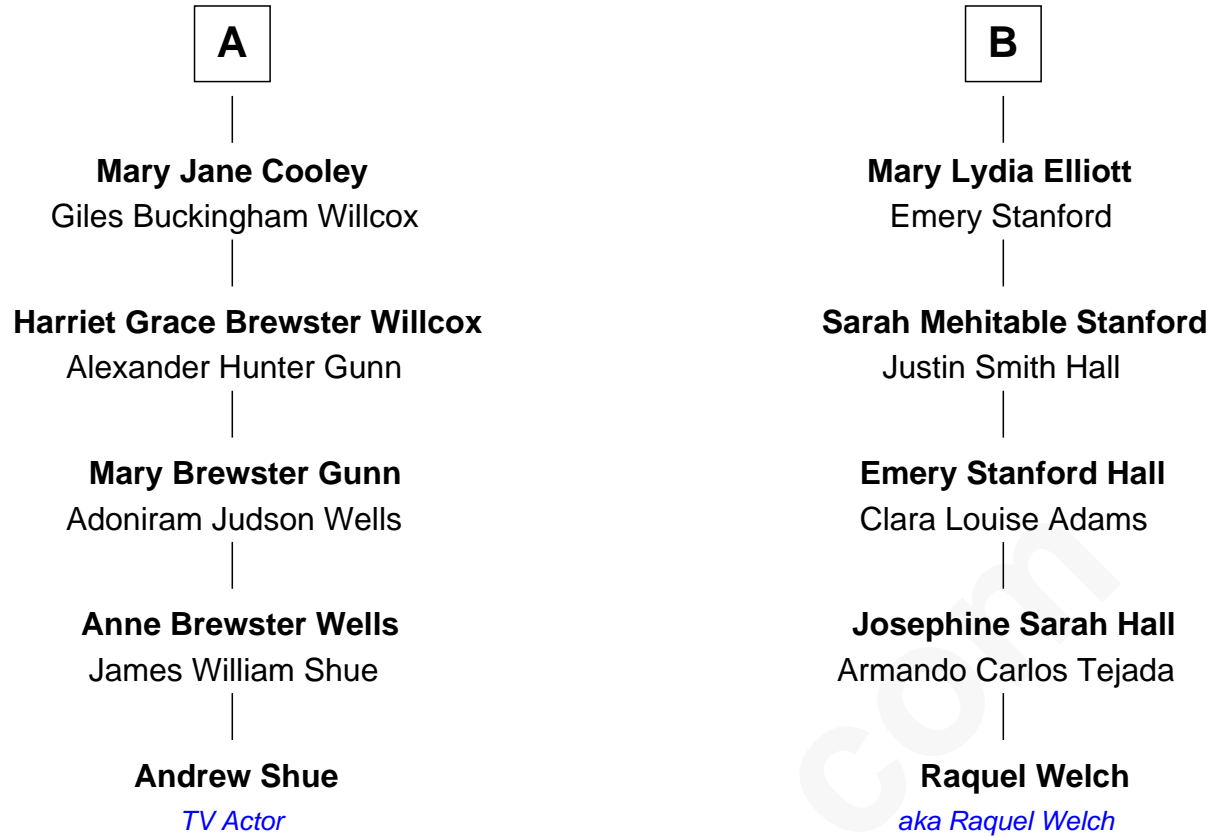 A
Mary Jane Cooley
Giles Buckingham Willcox
Harriet Grace Brewster Willcox
Alexander Hunter Gunn
Mary Brewster Gunn
Adoniram Judson Wells
Anne Brewster Wells
James William Shue
Andrew Shue
TV Actor
B
Mary Lydia Elliott
Emery Stanford
Sarah Mehitable Stanford
Justin Smith Hall
Emery Stanford Hall
Clara Louise Adams
Josephine Sarah Hall
Armando Carlos Tejada
Raquel Welch
aka Raquel Welch
com